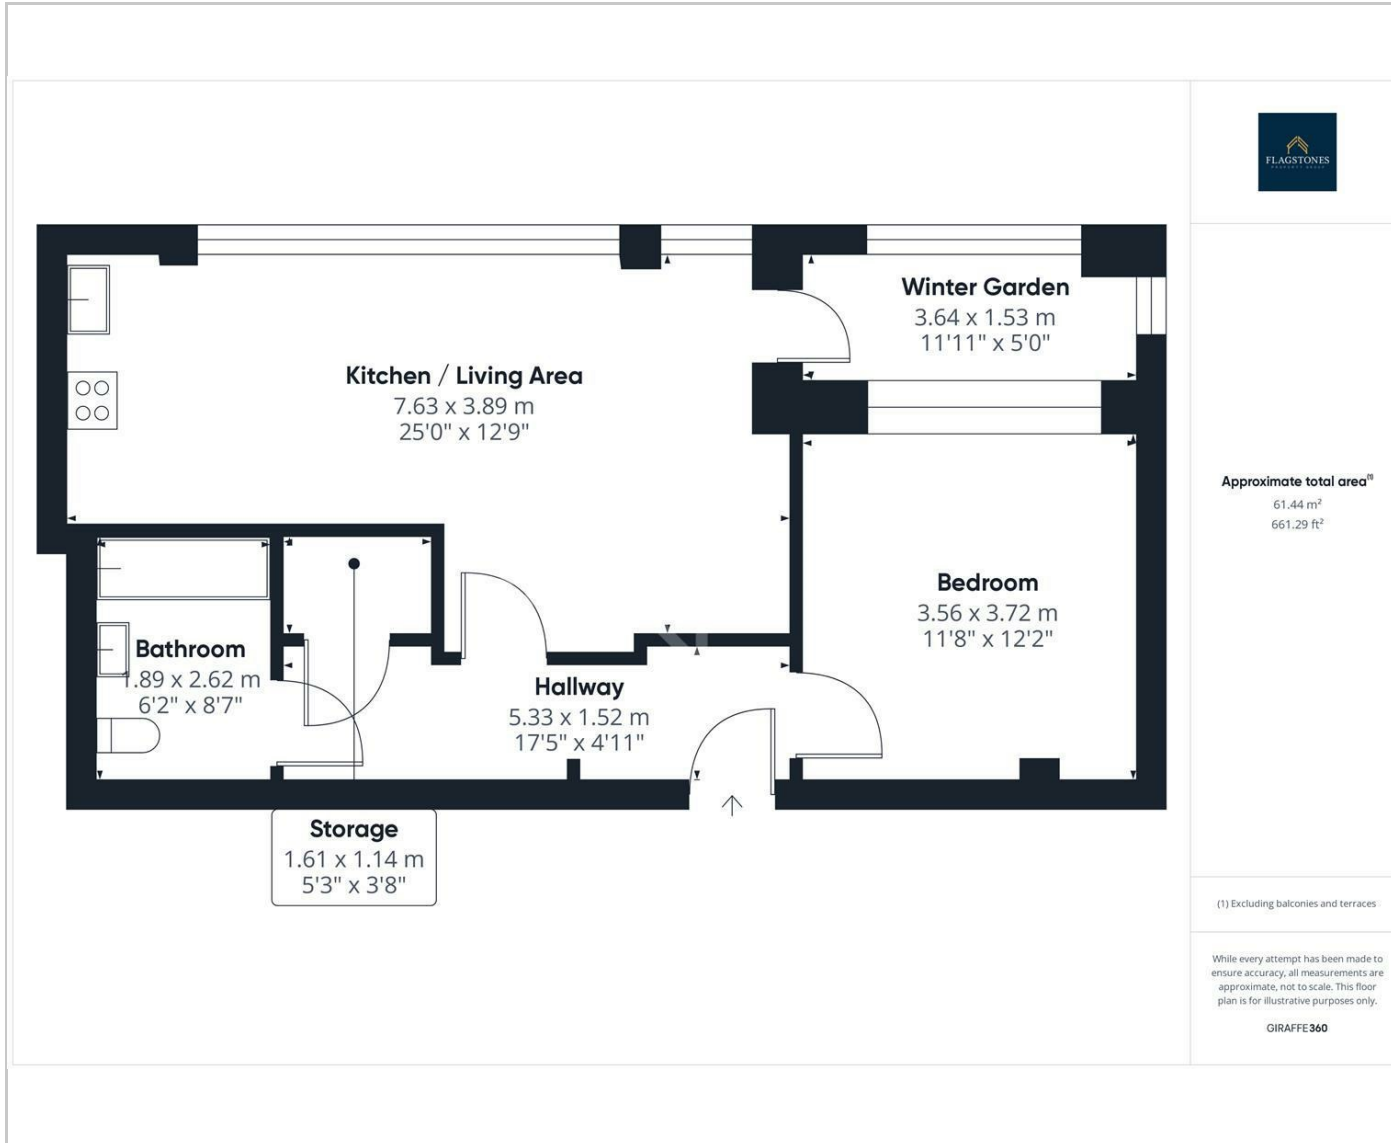 FLAGSTONES
PROPERTY GROUP
Winter Garden
3.64 x 1.53 m
11'11" x 5'0"
Kitchen / Living Area
7.63 x 3.89 m
25'0" x 12'9"
Bedroom
3.56 x 3.72 m
11'8" x 12'2"
Bathroom
1.89 x 2.62 m
6'2" x 8'7"
Hallway
5.33 x 1.52 m
17'5" x 4'11"
Storage
1.61 x 1.14 m
5'3" x 3'8"
Approximate total area(1)
61.44 m²
661.29 ft²
(1) Excluding balconies and terraces
While every attempt has been made to
ensure accuracy, all measurements are
approximate, not to scale. This floor
plan is for illustrative purposes only.
GIRAFFE360